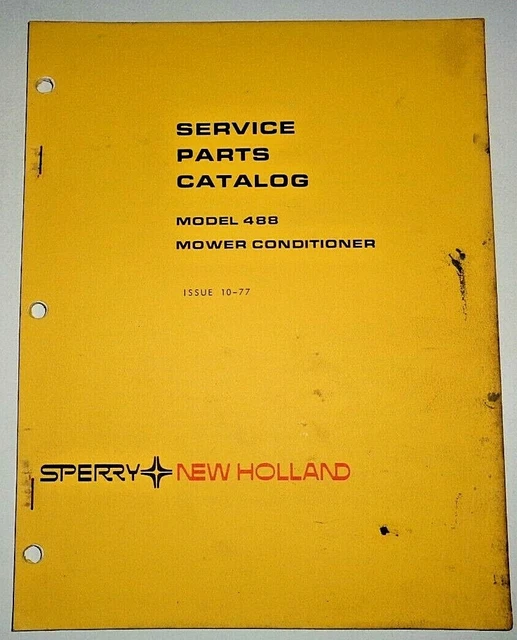 SERVICE
PARTS
CATALOG
MODEL 488
MOWER CONDITIONER
ISSUE 10-77
SPERRY NEW HOLLAND